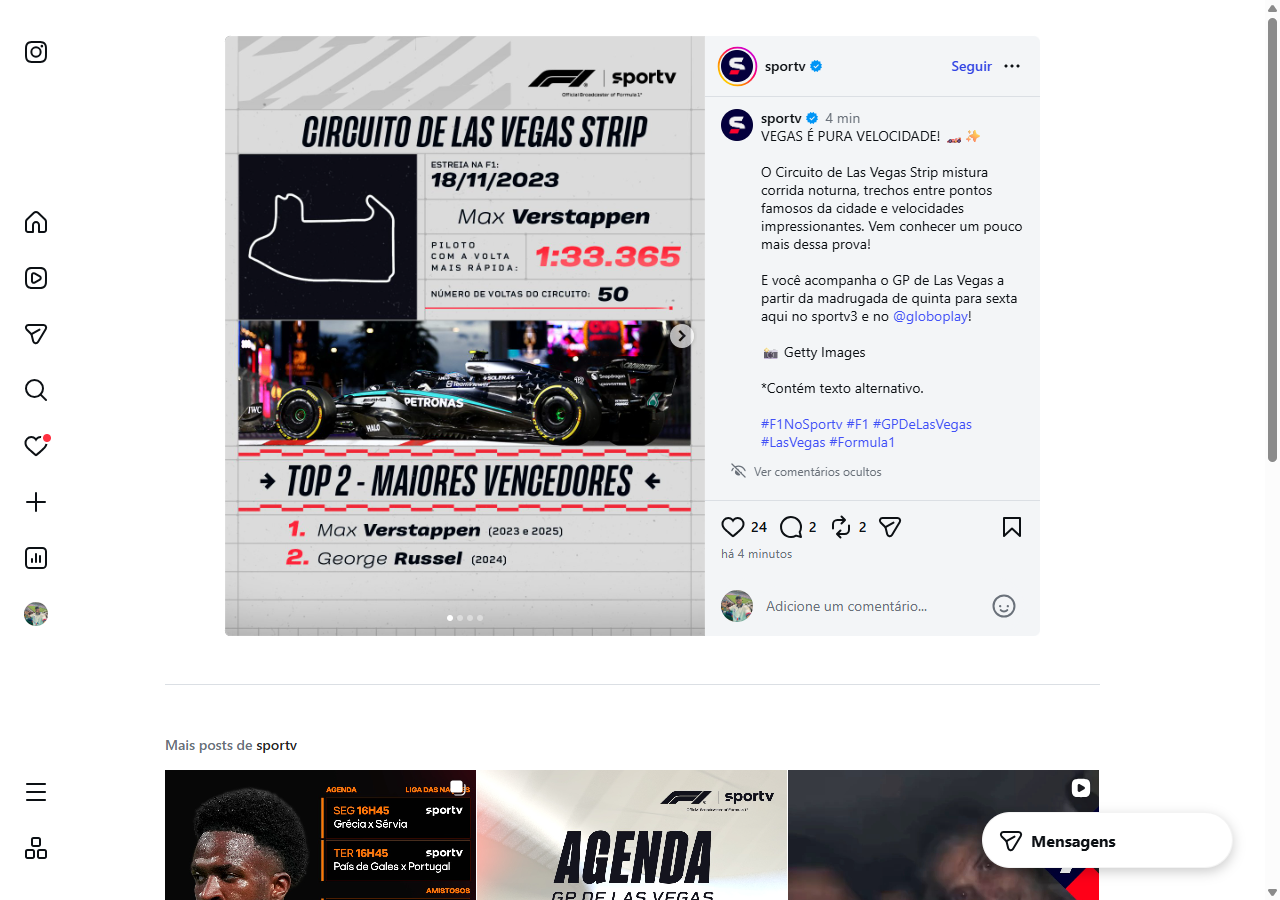 F1 | sportv
Official Broadcaster of Formula 1®
CIRCUITO DE LAS VEGAS STRIP
ESTREIA NA F1:
18/11/2023
Max Verstappen
PILOTO
COM A VOLTA
MAIS RÁPIDA:
1:33.365
NÚMERO DE VOLTAS DO CIRCUITO: 50
IWC
AMG
PETRONAS
HALO
TeamViewer
SOLERA
12
TOP 2 - MAIORES VENCEDORES
1. Max Verstappen (2023 e 2025)
2. George Russel (2024)
sportv
Seguir
sportv 4 min
VEGAS É PURA VELOCIDADE! 🏎️ ✨
O Circuito de Las Vegas Strip mistura
corrida noturna, trechos entre pontos
famosos da cidade e velocidades
impressionantes. Vem conhecer um pouco
mais dessa prova!
E você acompanha o GP de Las Vegas a
partir da madrugada de quinta para sexta
aqui no sportv3 e no @globoplay!
📸 Getty Images
*Contém texto alternativo.
#F1NoSportv #F1 #GPDeLasVegas
#LasVegas #Formula1
Ver comentários ocultos
24 2 2
há 4 minutos
Adicione um comentário...
Mais posts de sportv
AGENDA
SEG 16H45 sportv
Grécia x Sérvia
TER 16H45 sportv
País de Gales x Portugal
AMISTOSOS
F1 | sportv
AGENDA
GP DE LAS VEGAS
Mensagens